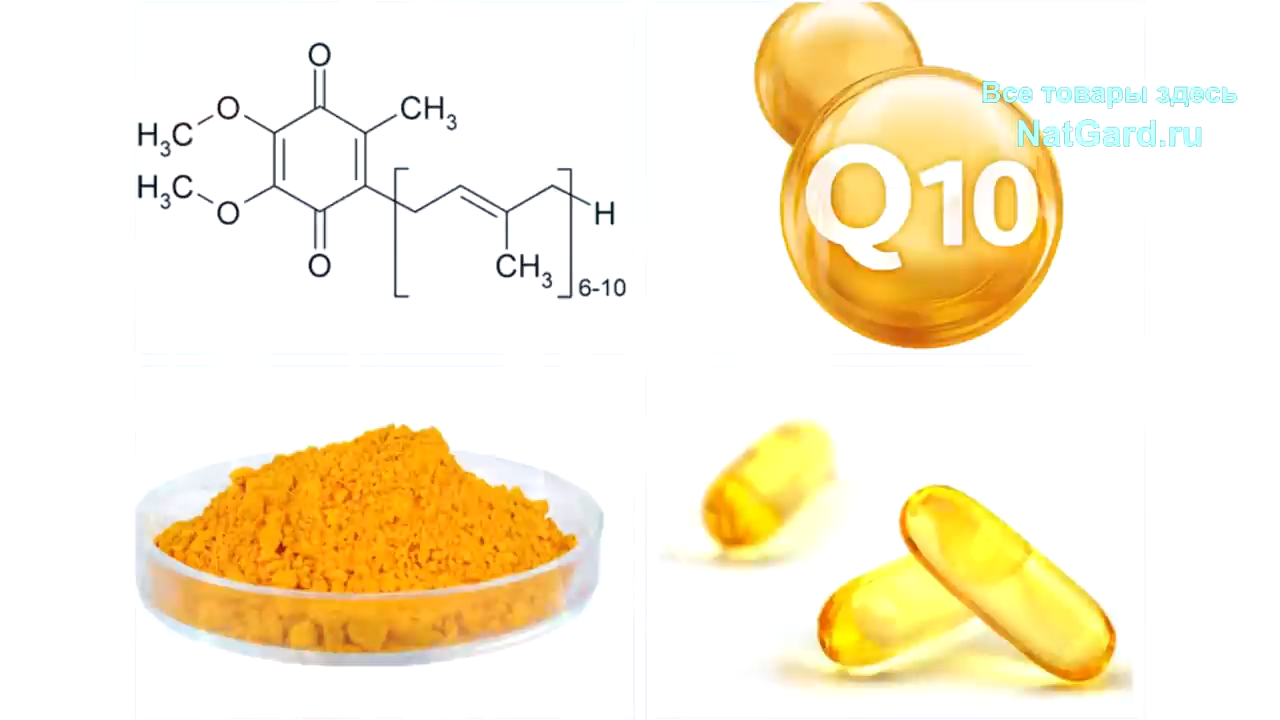 O
O
CH3
H3C
H3C
O
H
O
CH3
6-10
Q10
Все товары здесь
NatGard.ru